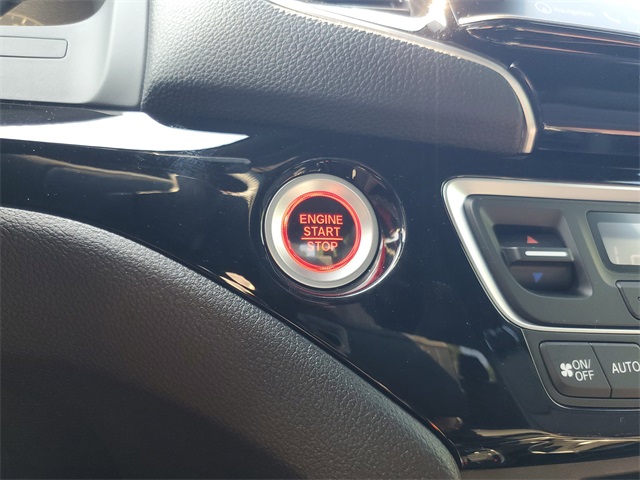 ENGINE
START
STOP
ON/
OFF
AUTO